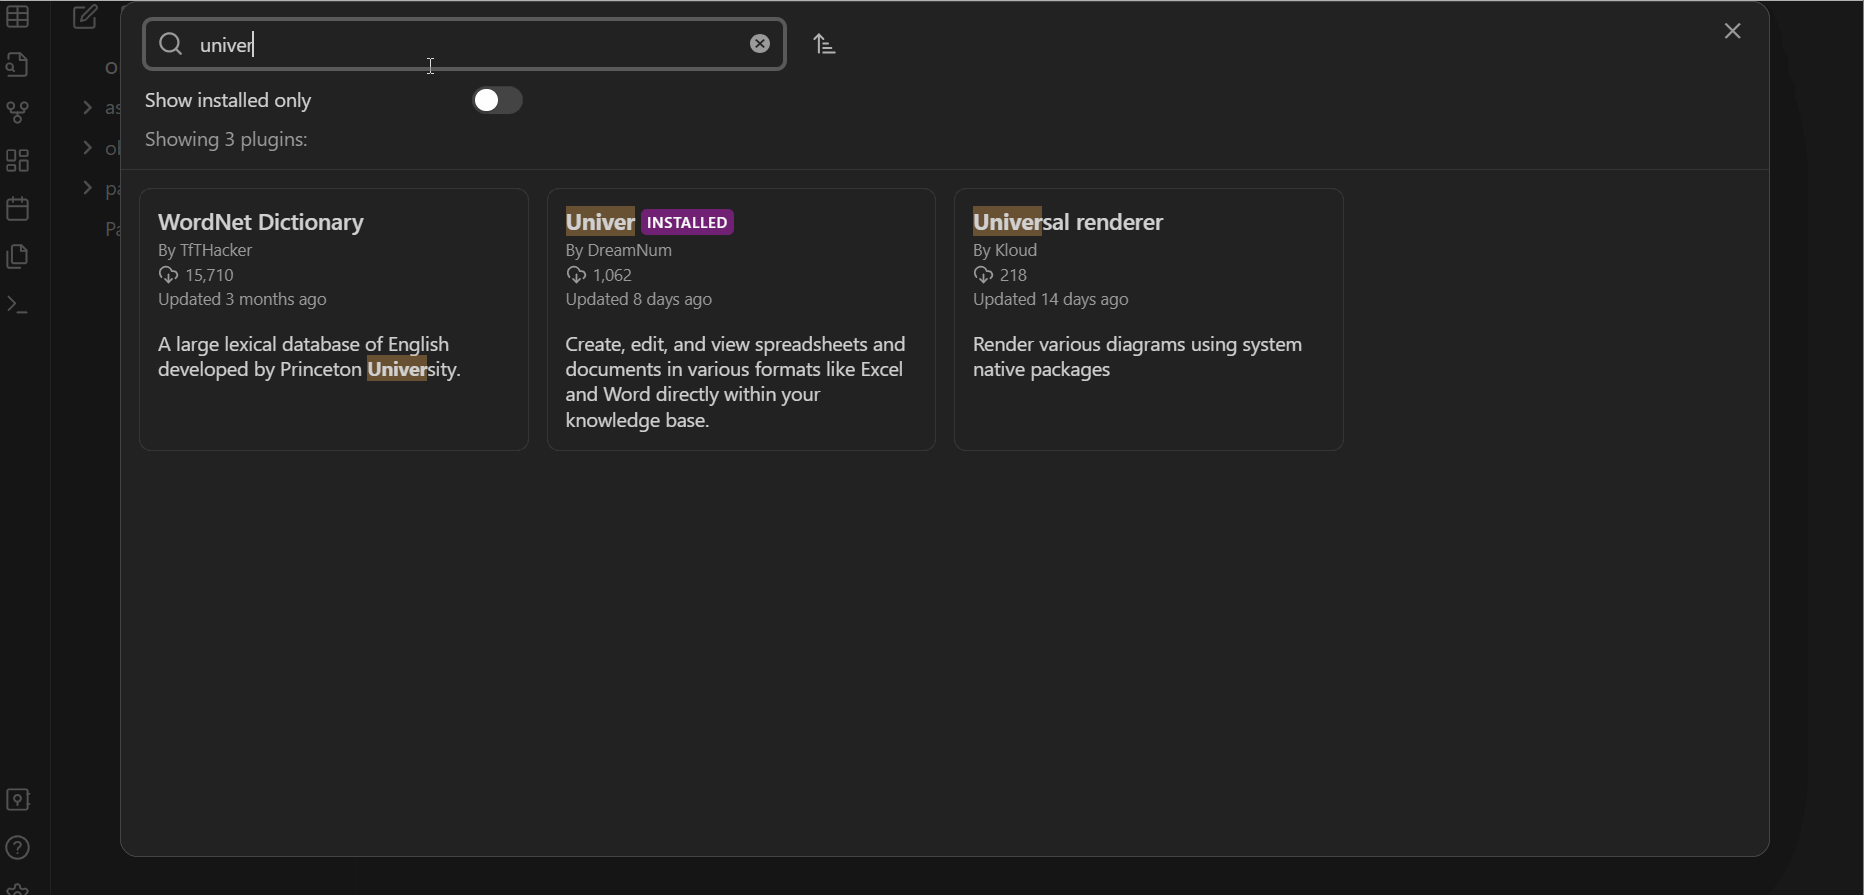 univer
Show installed only
Showing 3 plugins:
WordNet Dictionary
By TfTHacker
15,710
Updated 3 months ago
A large lexical database of English
developed by Princeton University.
Univer INSTALLED
By DreamNum
1,062
Updated 8 days ago
Create, edit, and view spreadsheets and
documents in various formats like Excel
and Word directly within your
knowledge base.
Universal renderer
By Kloud
218
Updated 14 days ago
Render various diagrams using system
native packages